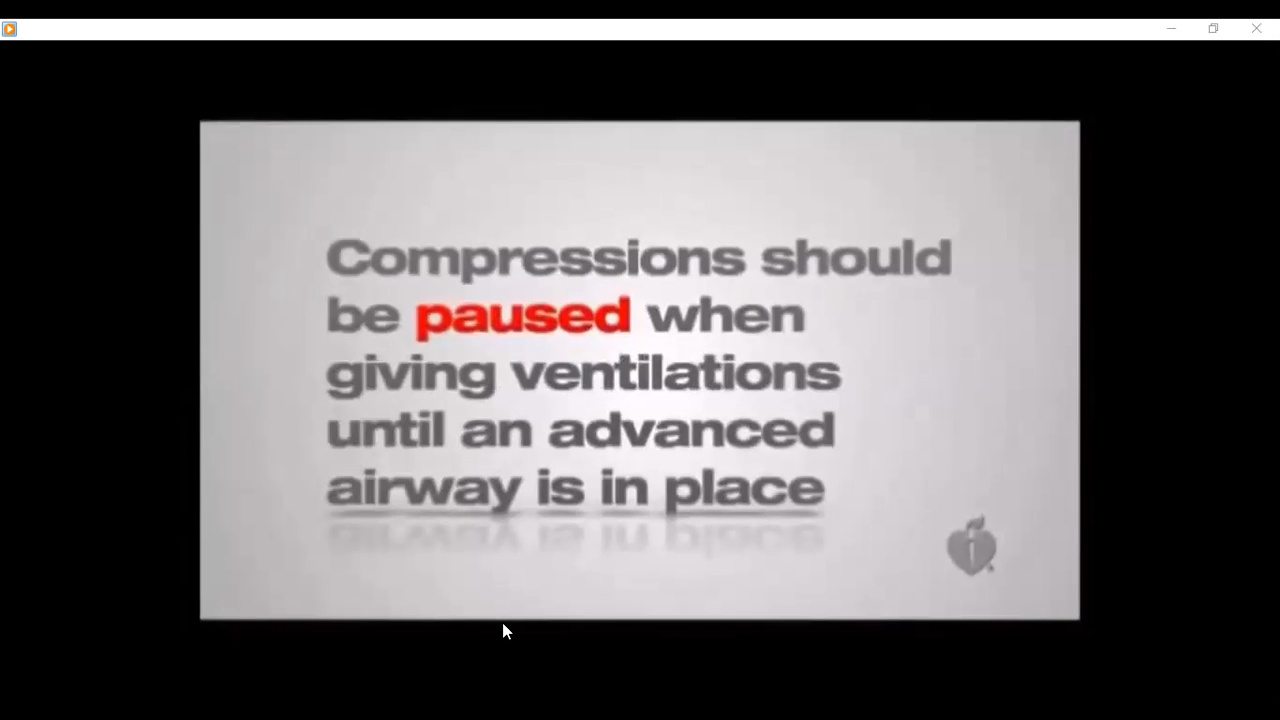 Compressions should
be paused when
giving ventilations
until an advanced
airway is in place